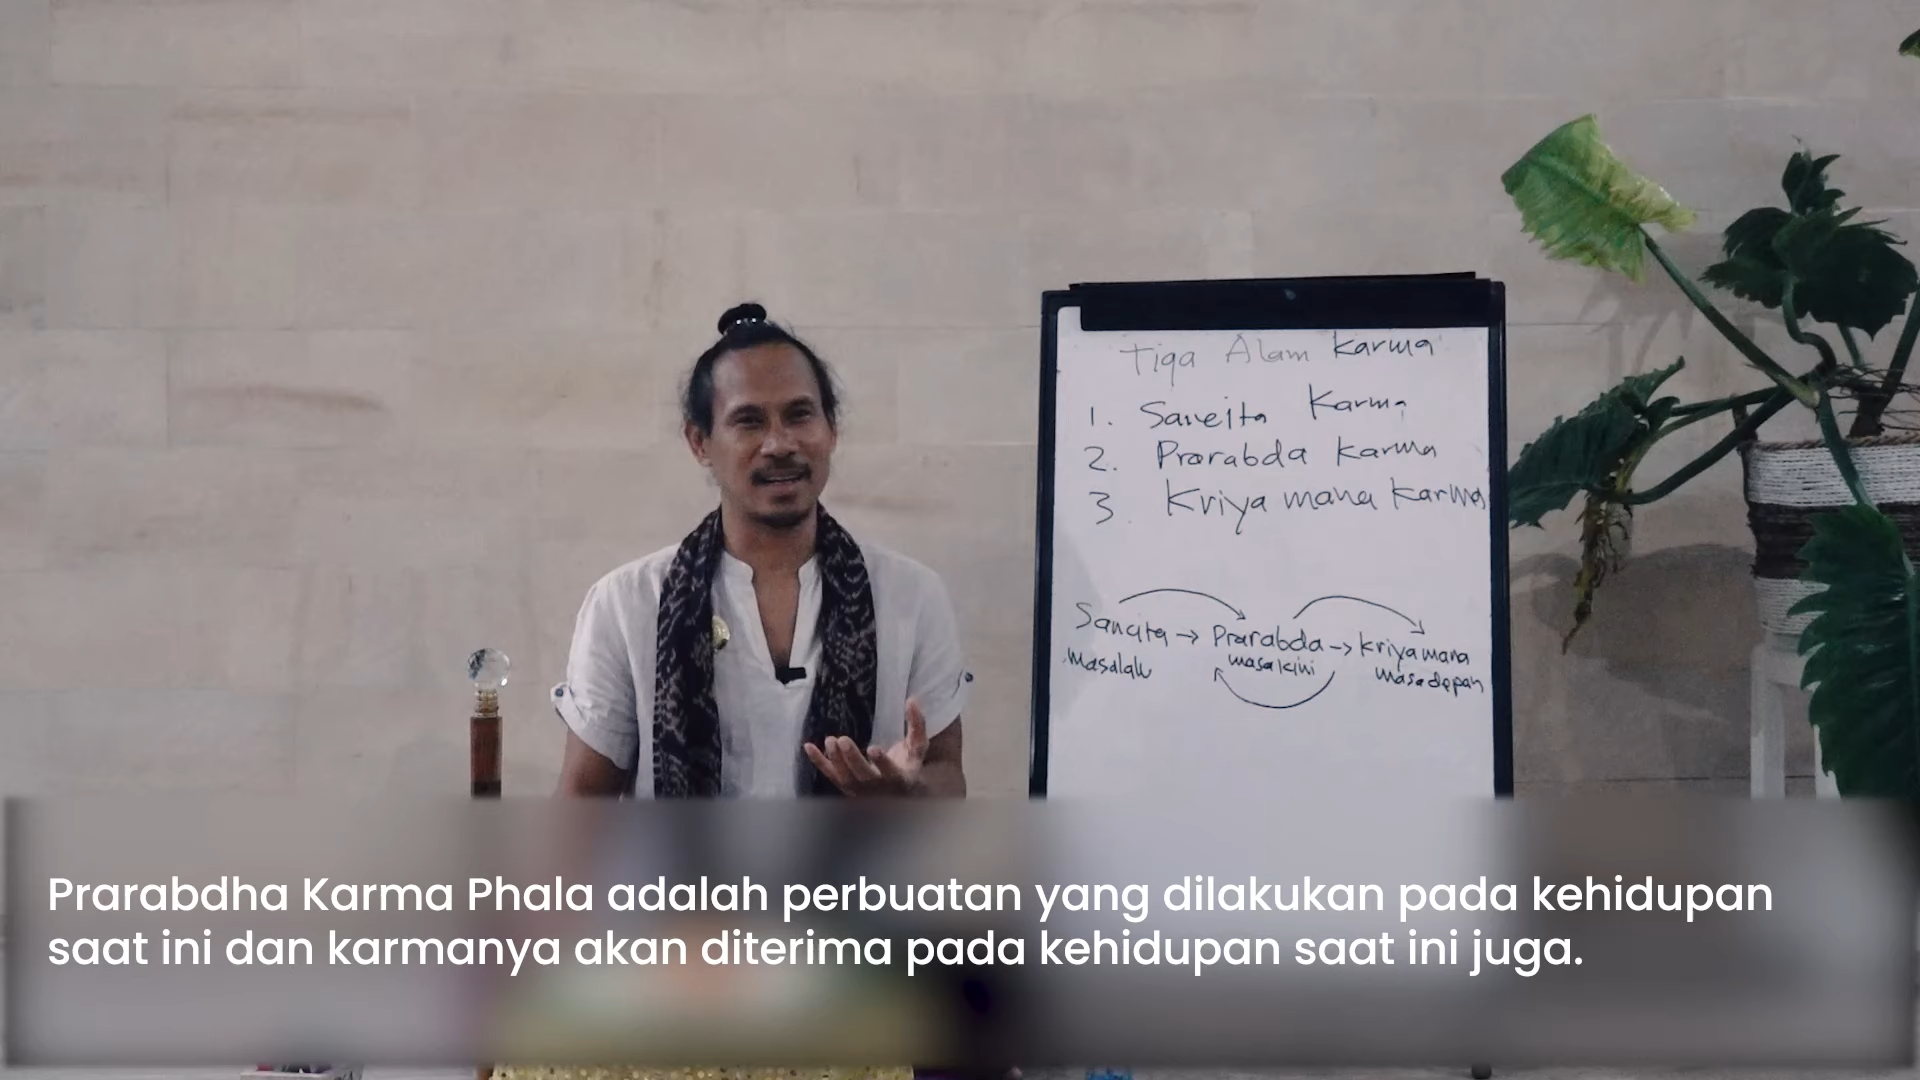 Tiga Alam Karma
1. Sancita Karma
2. Prarabda Karma
3. Kriya mana Karma
Sancita → Prarabda → Kriyamana
masalalu masa kini masa depan
Prarabdha Karma Phala adalah perbuatan yang dilakukan pada kehidupan
saat ini dan karmanya akan diterima pada kehidupan saat ini juga.